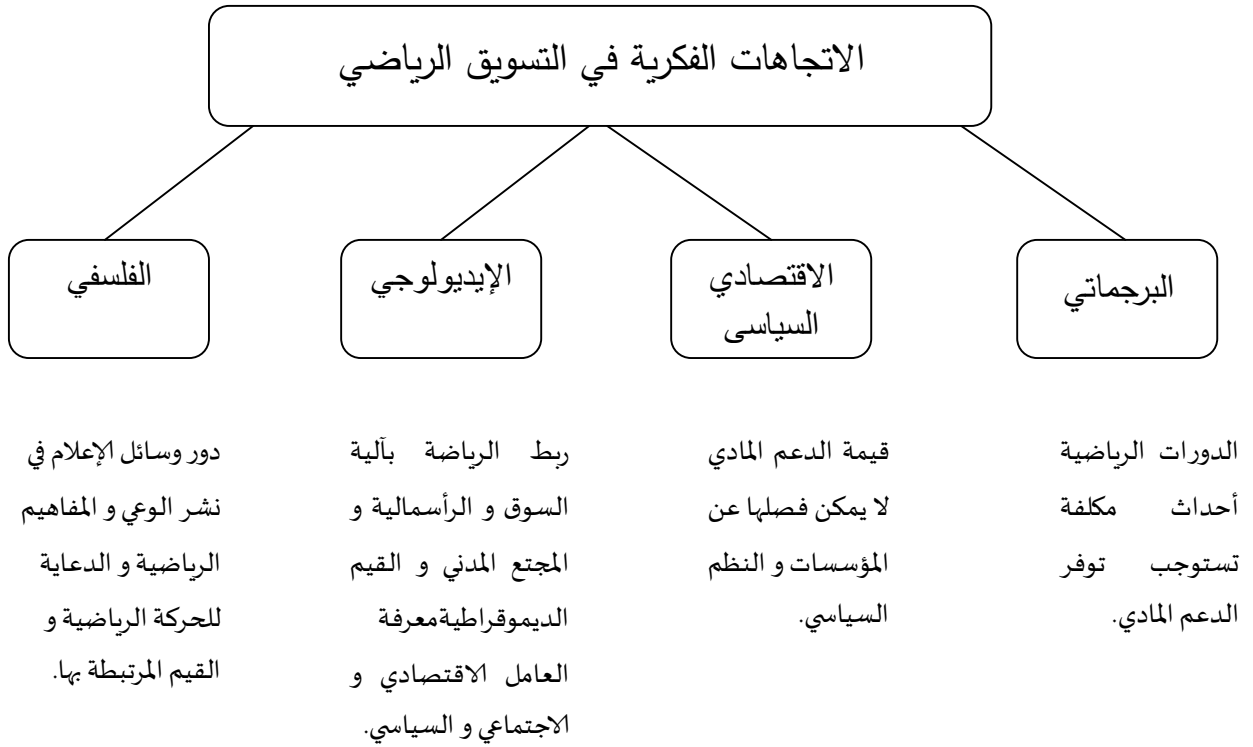 الاتجاهات الفكرية في التسويق الرياضي
البرجماتي
الاقتصادي
السياسى
الإيديولوجي
الفلسفي
الدورات الرياضية
أحداث مكلفة
تستوجب توفر
الدعم المادي.
قيمة الدعم المادي
لا يمكن فصلها عن
المؤسسات و النظم
السياسي.
ربط الرياضة بآلية
السوق و الرأسمالية و
المجتع المدني و القيم
الديموقراطيةمعرفة
العامل الاقتصادي و
الاجتماعي و السياسي.
دور وسائل الإعلام في
نشر الوعي و المفاهيم
الرياضية و الدعاية
للحركة الرياضية و
القيم المرتبطة بها.